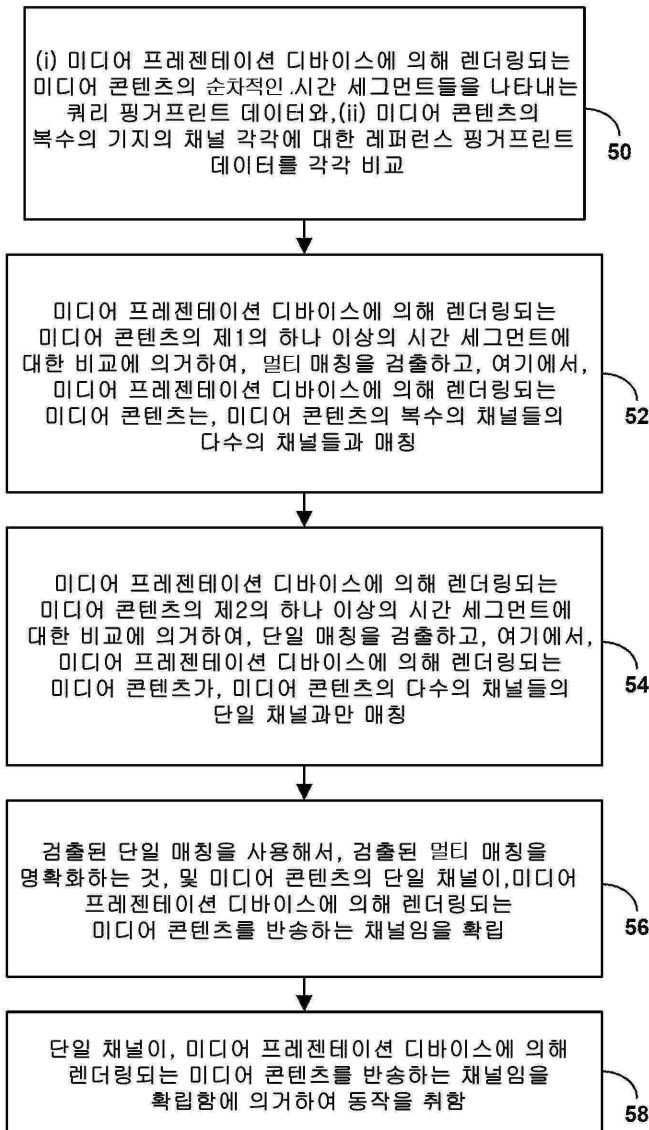 (i) 미디어 프레젠테이션 디바이스에 의해 렌더링되는
미디어 콘텐츠의 순차적인 .시간 세그먼트들을 나타내는
쿼리 핑거프린트 데이터와,(ii) 미디어 콘텐츠의
복수의 기지의 채널 각각에 대한 레퍼런스 핑거프린트
데이터를 각각 비교
50
미디어 프레젠테이션 디바이스에 의해 렌더링되는
미디어 콘텐츠의 제1의 하나 이상의 시간 세그먼트에
대한 비교에 의거하여, 멀티 매칭을 검출하고, 여기에서,
미디어 프레젠테이션 디바이스에 의해 렌더링되는
미디어 콘텐츠는, 미디어 콘텐츠의 복수의 채널들의
다수의 채널들과 매칭
52
미디어 프레젠테이션 디바이스에 의해 렌더링되는
미디어 콘텐츠의 제2의 하나 이상의 시간 세그먼트에
대한 비교에 의거하여, 단일 매칭을 검출하고, 여기에서,
미디어 프레젠테이션 디바이스에 의해 렌더링되는
미디어 콘텐츠가, 미디어 콘텐츠의 다수의 채널들의
단일 채널과만 매칭
54
검출된 단일 매칭을 사용해서, 검출된 멀티 매칭을
명확화하는 것, 및 미디어 콘텐츠의 단일 채널이,미디어
프레젠테이션 디바이스에 의해 렌더링되는
미디어 콘텐츠를 반송하는 채널임을 확립
56
단일 채널이, 미디어 프레젠테이션 디바이스에 의해
렌더링되는 미디어 콘텐츠를 반송하는 채널임을
확립함에 의거하여 동작을 취함
58